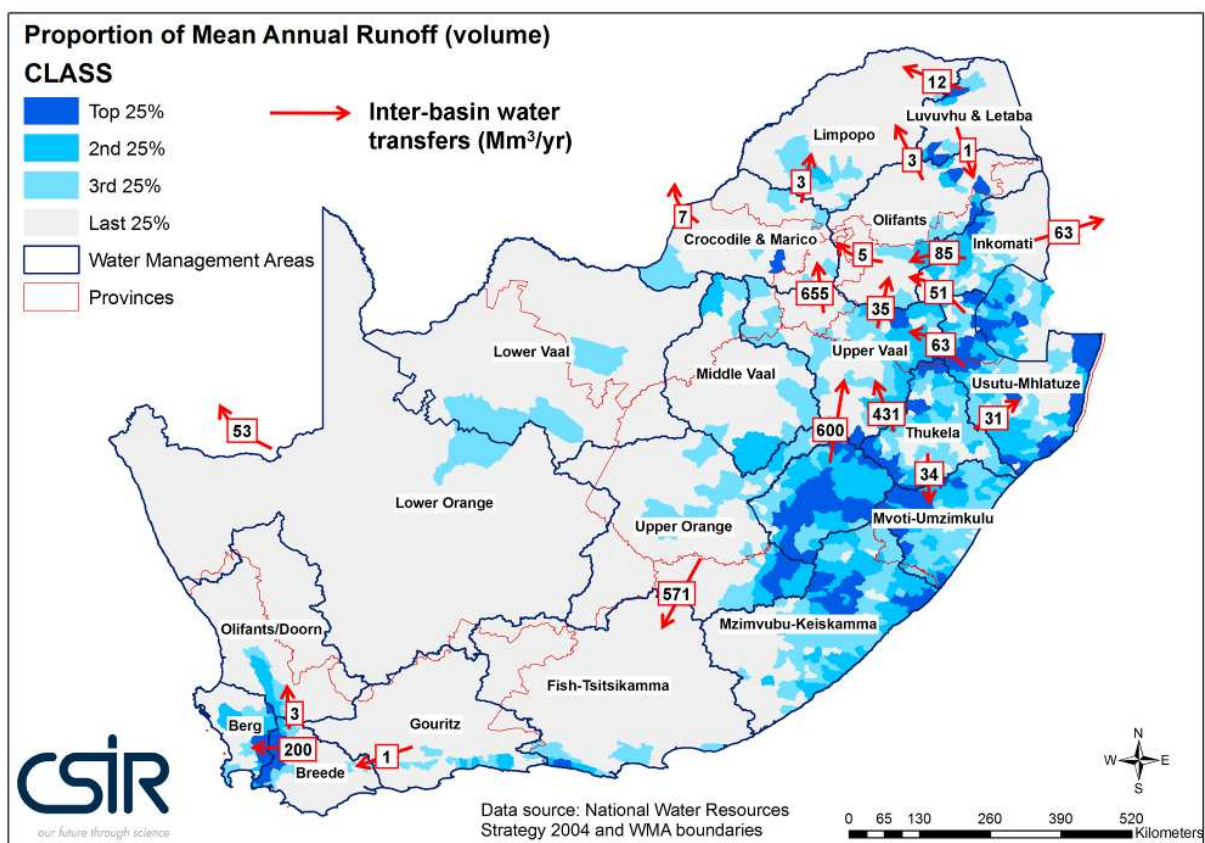 Proportion of Mean Annual Runoff (volume)
CLASS
Top 25%
2nd 25%
3rd 25%
Last 25%
Water Management Areas
Provinces
Inter-basin water
transfers (Mm³/yr)
12
Luvuvhu & Letaba
Limpopo
3
1
3
7
Olifants
Crocodile & Marico
Inkomati
63
5
85
655
51
35
63
Lower Vaal
Upper Vaal
Middle Vaal
Usutu-Mhlatuze
53
600
431
31
Thukela
34
Lower Orange
Upper Orange
Mvoti-Umzimkulu
571
Olifants/Doorn
Mzimvubu-Keiskamma
Fish-Tsitsikamma
3
Berg
Gouritz
200
1
Breede
CSIR
our future through science
Data source: National Water Resources
Strategy 2004 and WMA boundaries
N
W E
S
0 65 130 260 390 520
Kilometers